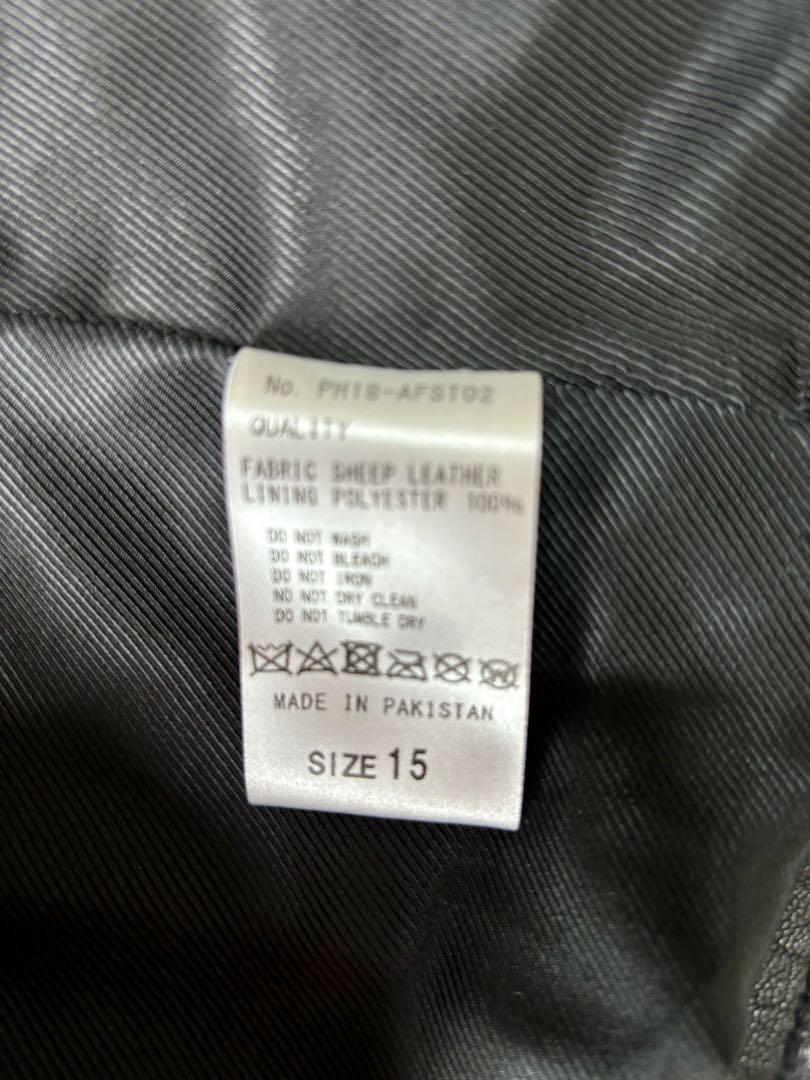 No. PH18-AFST02
QUALITY
FABRIC SHEEP LEATHER
LINING POLYESTER 100%
DO NOT WASH
DO NOT BLEACH
DO NOT IRON
NO NOT DRY CLEAN
DO NOT TUMBLE DRY
MADE IN PAKISTAN
SIZE 15